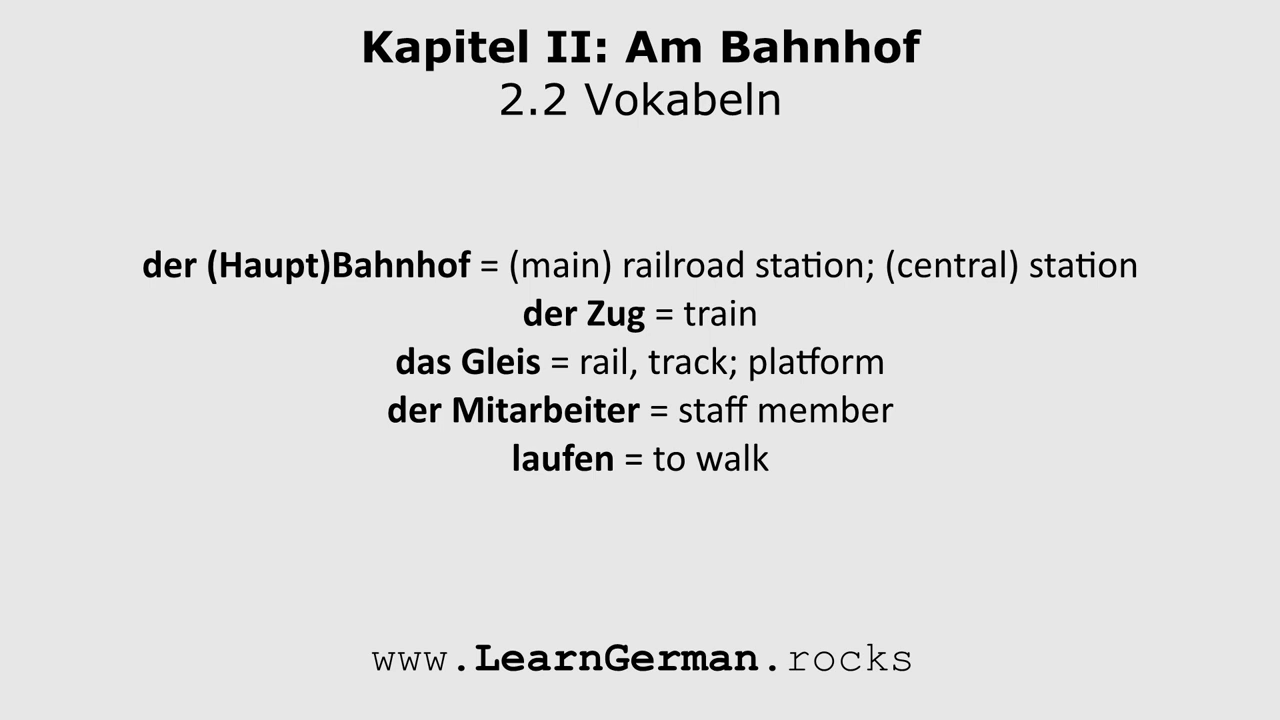 Kapitel II: Am Bahnhof
2.2 Vokabeln
der (Haupt)Bahnhof = (main) railroad station; (central) station
der Zug = train
das Gleis = rail, track; platform
der Mitarbeiter = staff member
laufen = to walk
www.LearnGerman.rocks